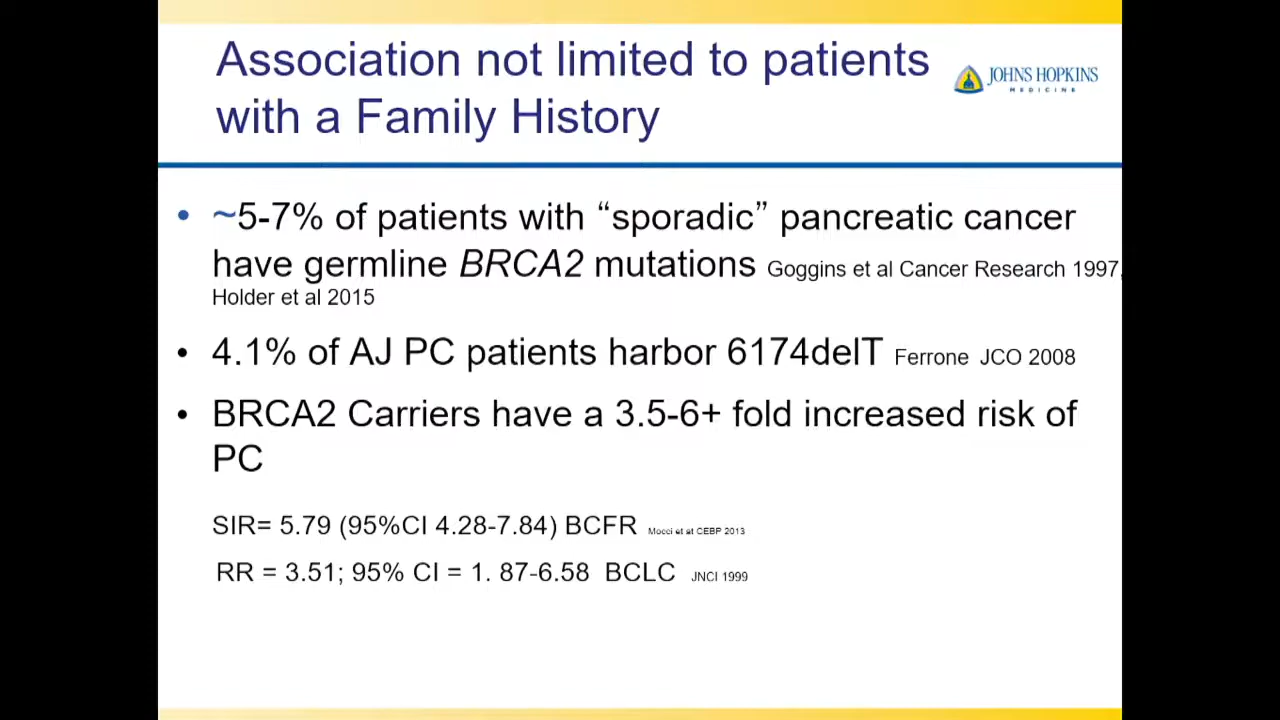 Association not limited to patients
with a Family History
JOHNS HOPKINS
MEDICINE
• ~5-7% of patients with “sporadic” pancreatic cancer
have germline BRCA2 mutations Goggins et al Cancer Research 1997,
Holder et al 2015
• 4.1% of AJ PC patients harbor 6174delT Ferrone JCO 2008
• BRCA2 Carriers have a 3.5-6+ fold increased risk of
PC
SIR= 5.79 (95%CI 4.28-7.84) BCFR Mocci et at CEBP 2013
RR = 3.51; 95% CI = 1. 87-6.58 BCLC JNCI 1999